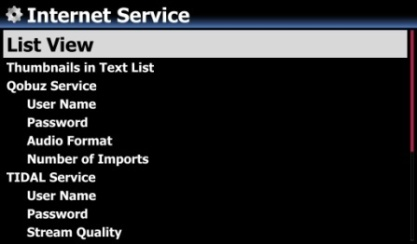 Internet Service
List View
Thumbnails in Text List
Qobuz Service
User Name
Password
Audio Format
Number of Imports
TIDAL Service
User Name
Password
Stream Quality